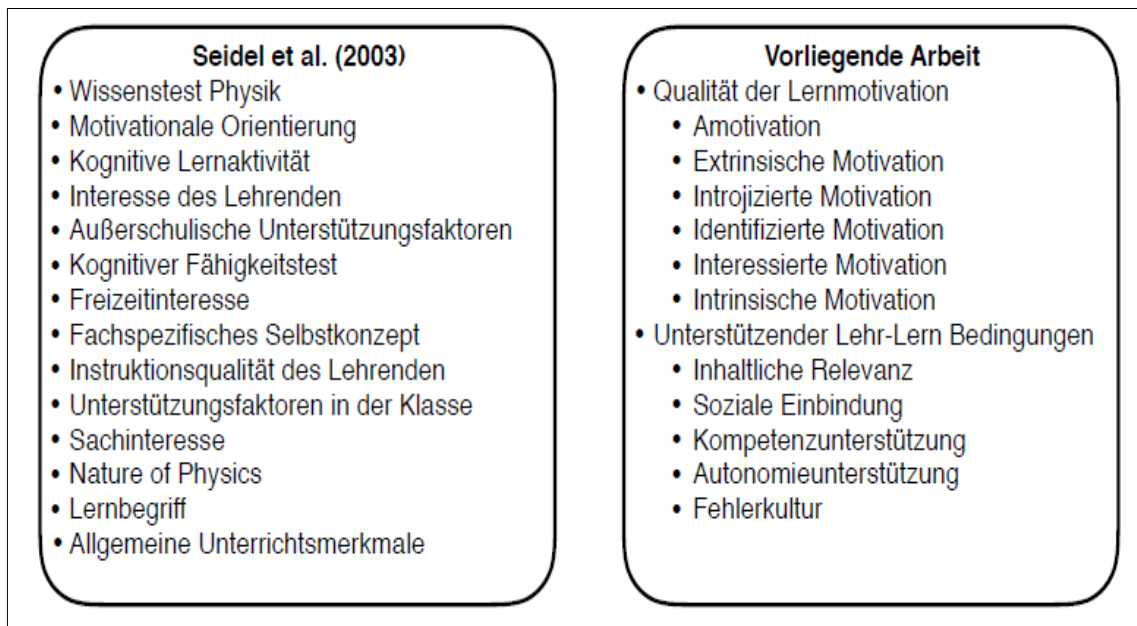 Seidel et al. (2003)
• Wissenstest Physik
• Motivationale Orientierung
• Kognitive Lernaktivität
• Interesse des Lehrenden
• Außerschulische Unterstützungsfaktoren
• Kognitiver Fähigkeitstest
• Freizeitinteresse
• Fachspezifisches Selbstkonzept
• Instruktionsqualität des Lehrenden
• Unterstützungsfaktoren in der Klasse
• Sachinteresse
• Nature of Physics
• Lernbegriff
• Allgemeine Unterrichtsmerkmale
Vorliegende Arbeit
• Qualität der Lernmotivation
• Amotivation
• Extrinsische Motivation
• Introjizierte Motivation
• Identifizierte Motivation
• Interessierte Motivation
• Intrinsische Motivation
• Unterstützender Lehr-Lern Bedingungen
• Inhaltliche Relevanz
• Soziale Einbindung
• Kompetenzunterstützung
• Autonomieunterstützung
• Fehlerkultur